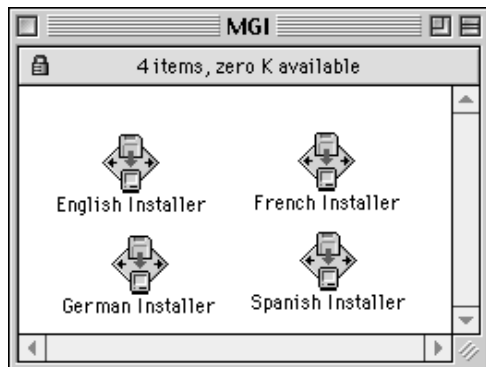 MGI
4 items, zero K available
English Installer
French Installer
German Installer
Spanish Installer